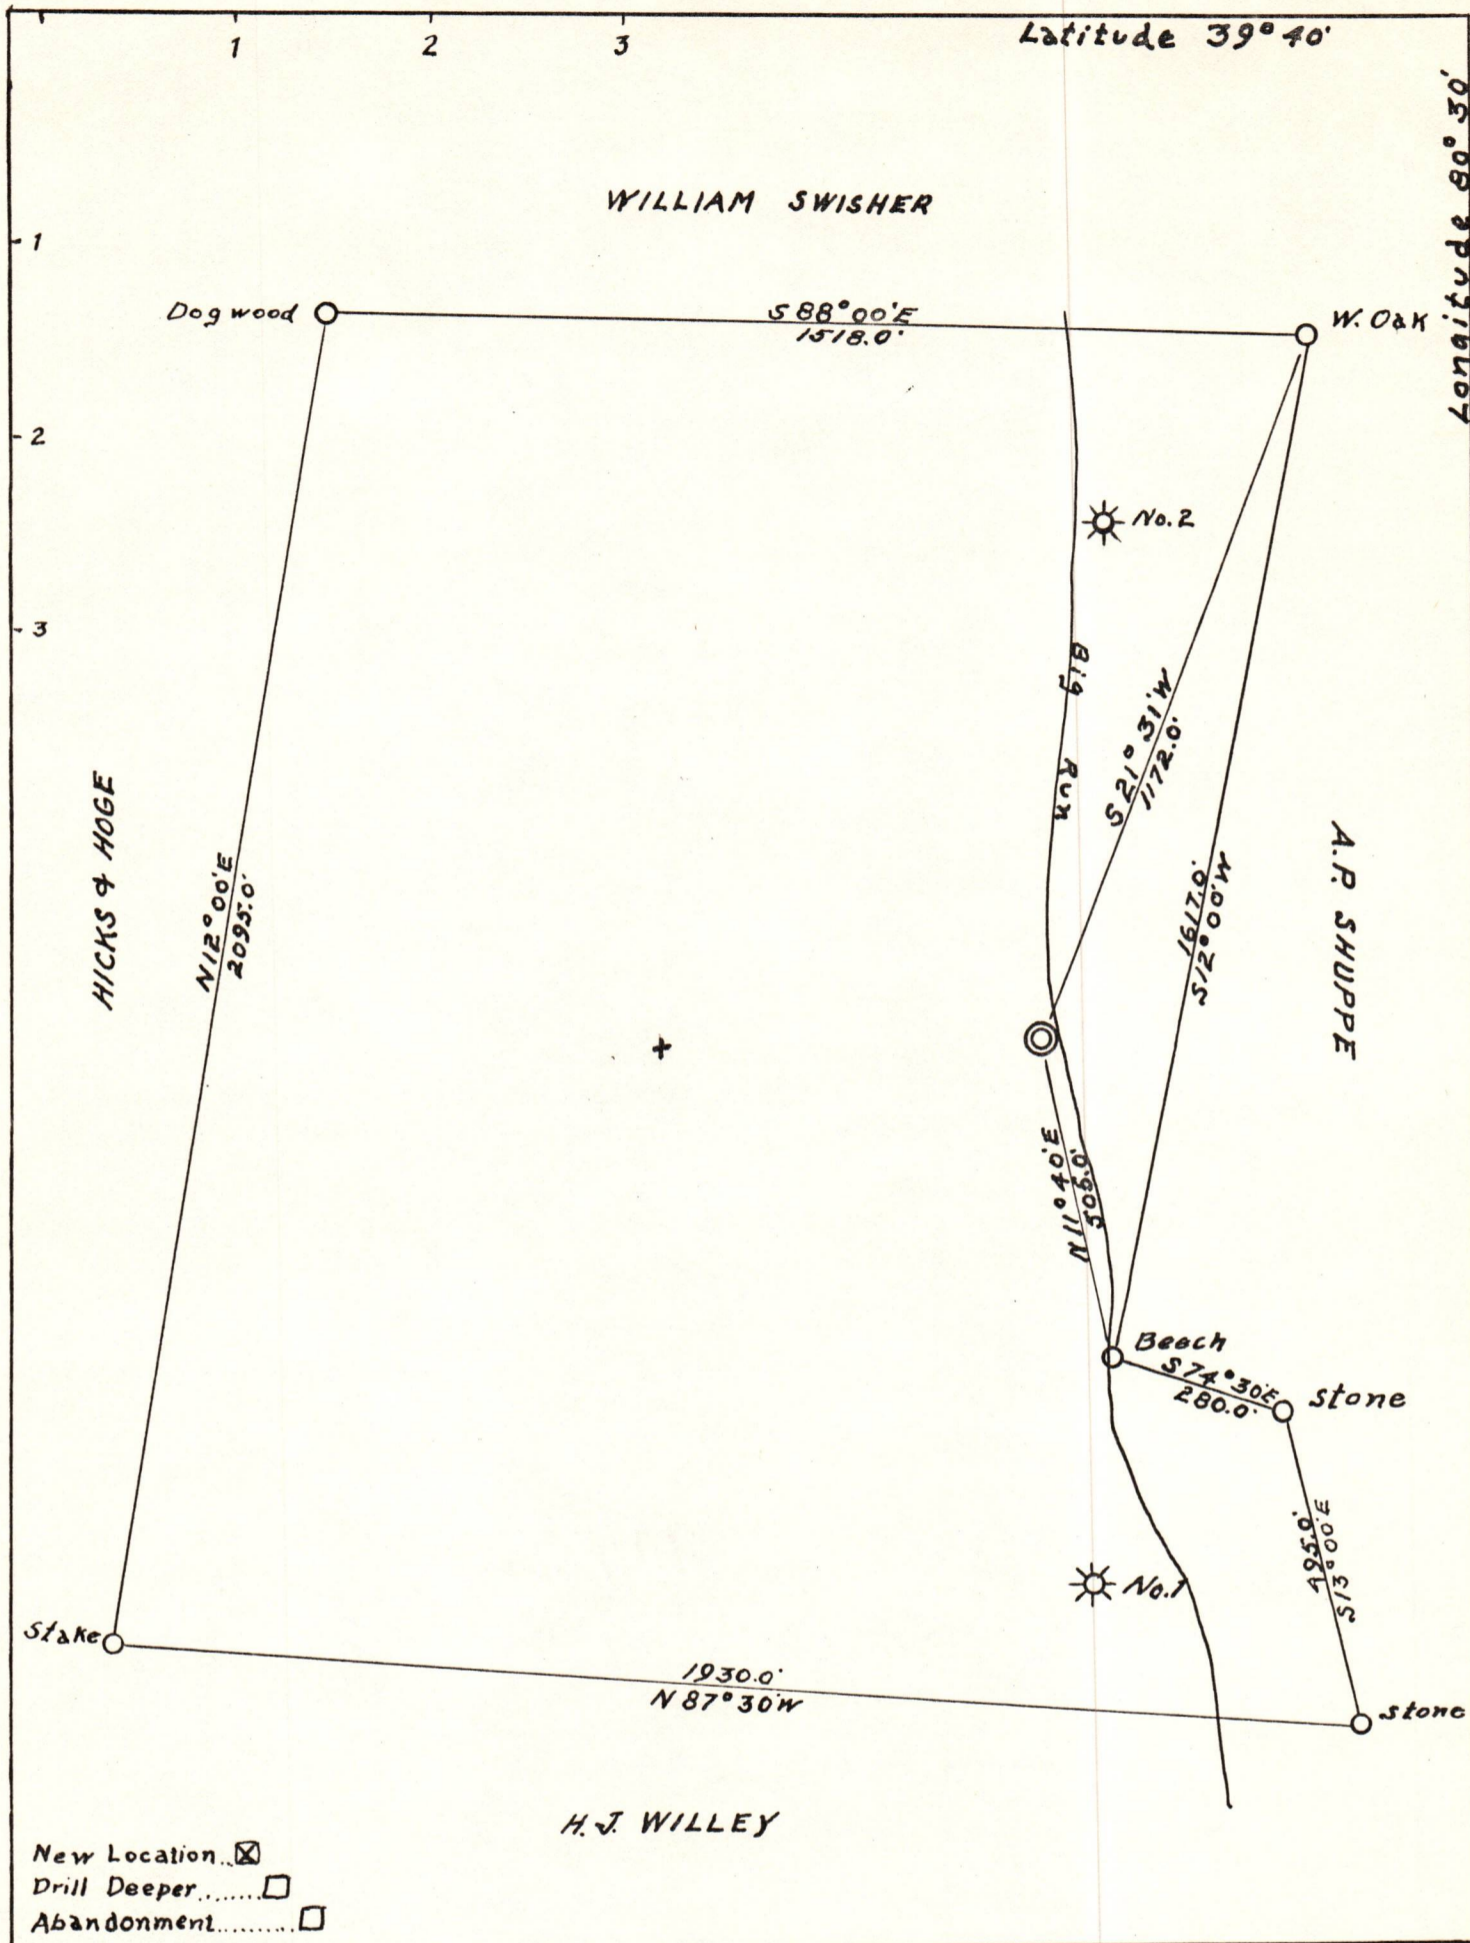 1 2 3 Latitude 39° 40'
Longitude 80° 30'
WILLIAM SWISHER
1
Dogwood
S 88° 00' E
1518.0'
W. Oak
2
No. 2
3
Big Run
S 21° 31' W
1172.0'
HICKS & HOGE
N 12° 00' E
2095.0'
1617.0'
S 12° 00' W
A.P. SHUPPE
N 11° 40' E
505.0'
Beech
S 74° 30' E
280.0'
Stone
495.0'
S 13° 00' E
No. 1
Stake
1930.0'
N 87° 30' W
Stone
H. J. WILLEY
New Location.. ☒
Drill Deeper....... ☐
Abandonment......... ☐